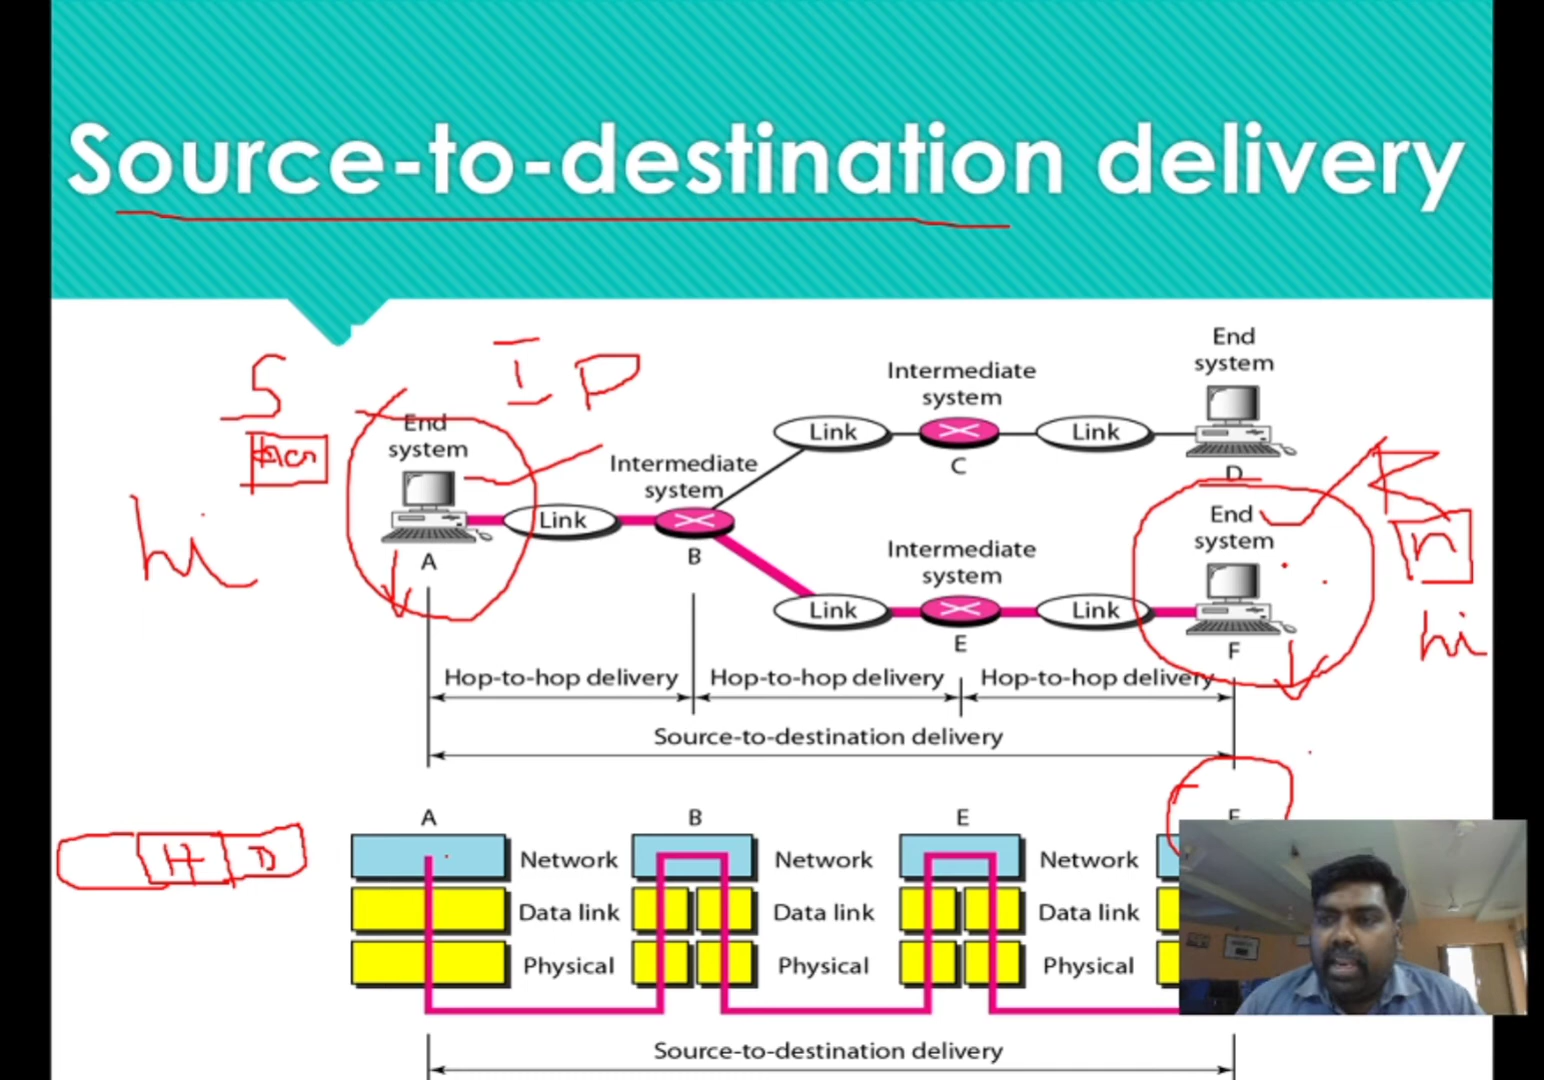 Source-to-destination delivery
S
I P
hi
End
system
A
Link
Intermediate
system
B
Link
Intermediate
system
C
Link
End
system
D
Link
Intermediate
system
E
Link
End
system
F
n
hi
Hop-to-hop delivery
Hop-to-hop delivery
Hop-to-hop delivery
Source-to-destination delivery
H D
A
B
E
Network
Network
Network
Data link
Data link
Data link
Physical
Physical
Physical
Source-to-destination delivery